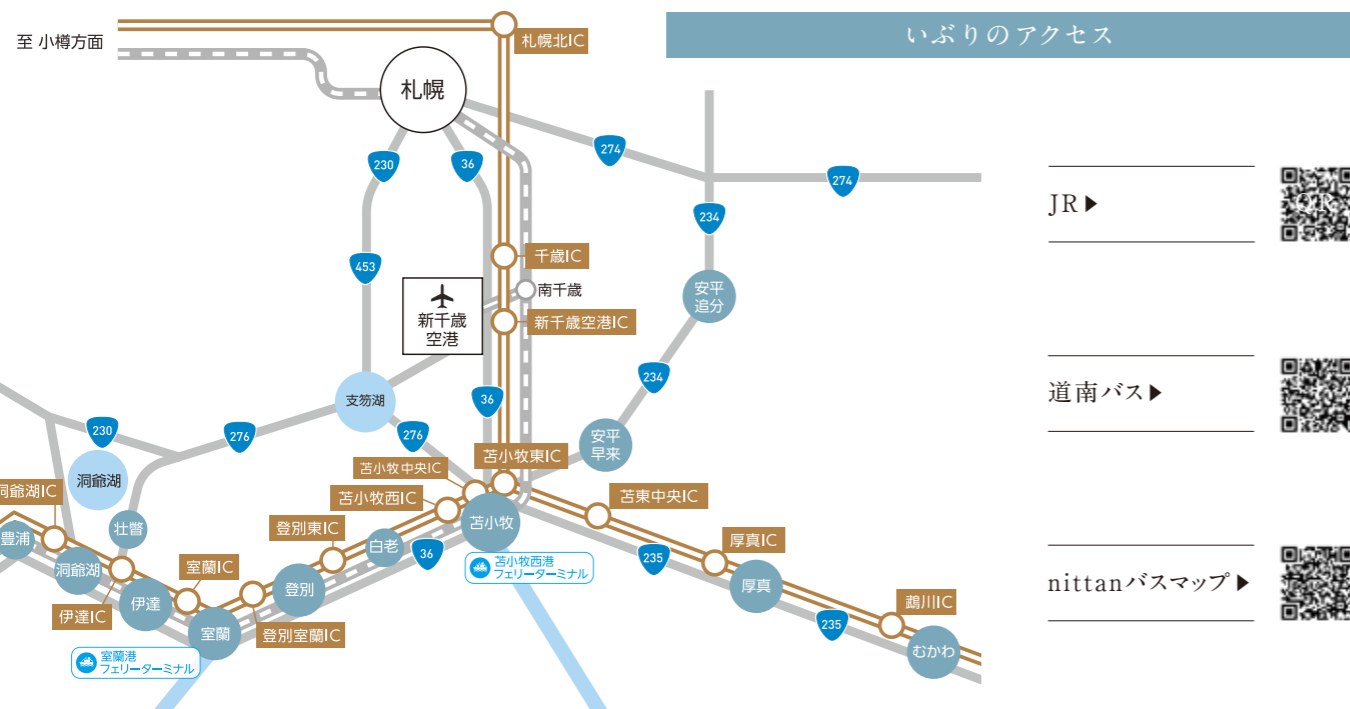 いぶりのアクセス
至 小樽方面
札幌北IC
札幌
230
36
274
274
234
453
千歳IC
南千歳
新千歳
空港
新千歳空港IC
安平
追分
234
支笏湖
36
230
276
276
安平
早来
苫小牧東IC
苫小牧中央IC
洞爺湖
洞爺湖IC
苫小牧西IC
苫東中央IC
壮瞥
登別東IC
白老
苫小牧
豊浦
36
235
厚真IC
洞爺湖
室蘭IC
苫小牧西港
フェリーターミナル
登別
厚真
伊達IC
伊達
鵡川IC
235
室蘭
登別室蘭IC
むかわ
室蘭港
フェリーターミナル
JR▶
QR
道南バス▶
nittanバスマップ▶